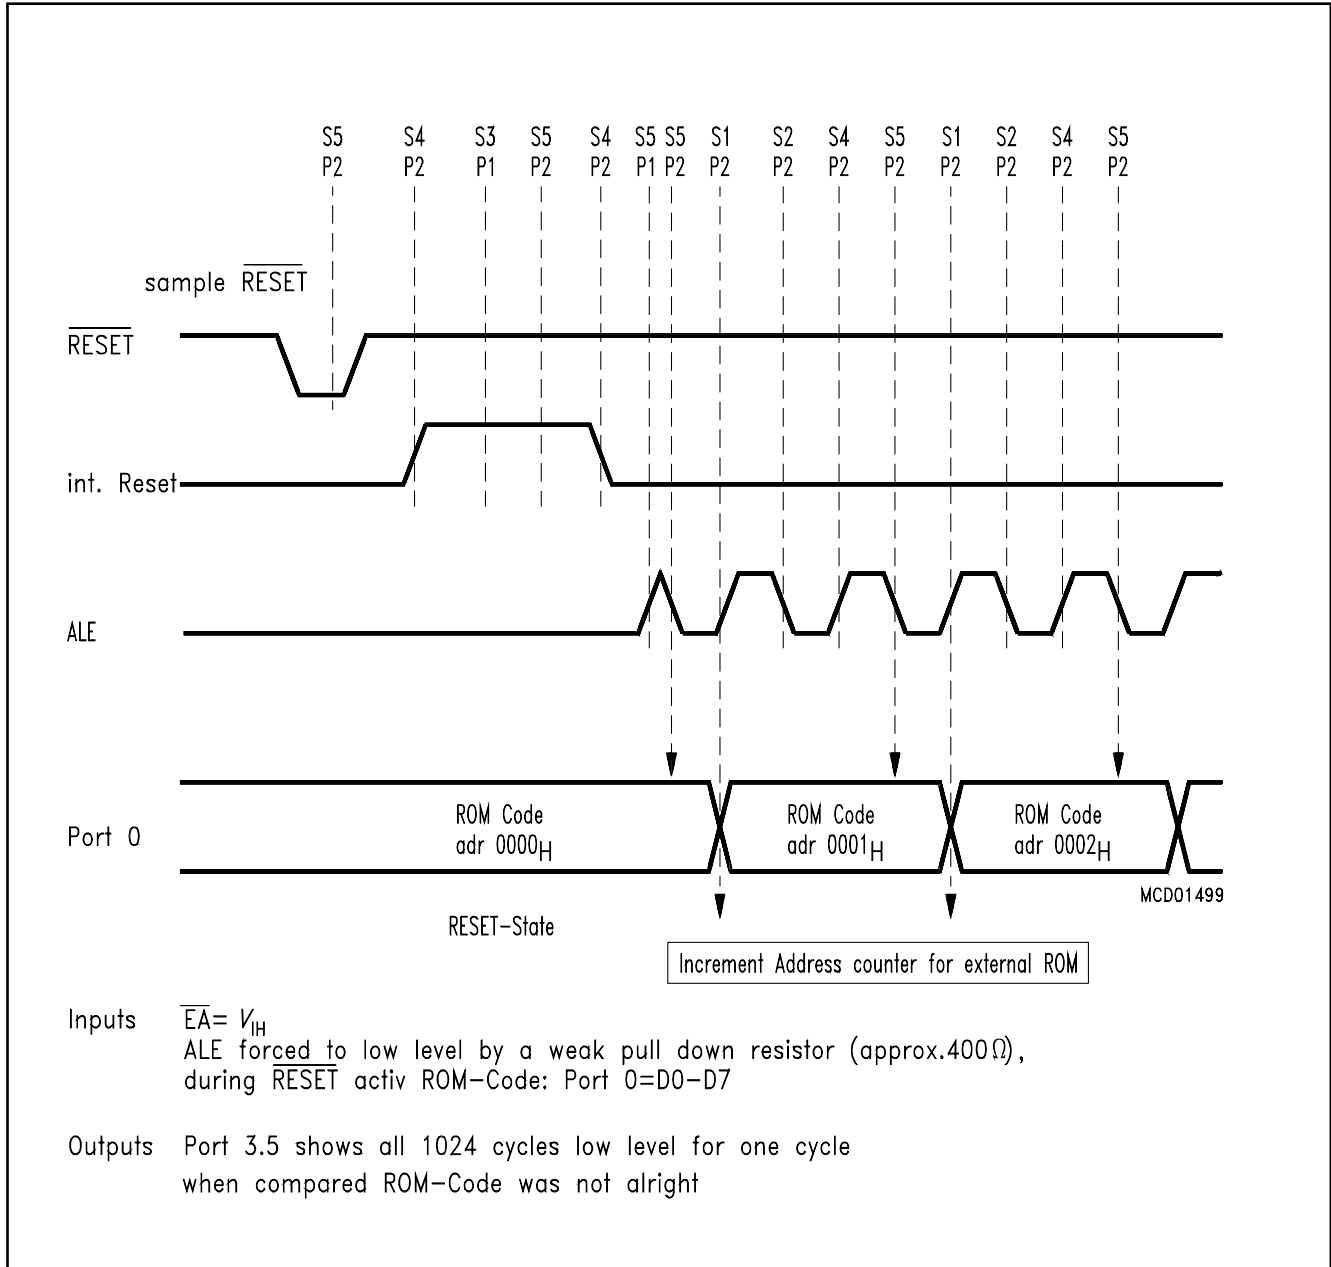 S5 S4 S3 S5 S4 S5 S5 S1 S2 S4 S5 S1 S2 S4 S5
P2 P2 P1 P2 P2 P1 P2 P2 P2 P2 P2 P2 P2 P2 P2
sample RESET
RESET
int. Reset
ALE
Port 0
ROM Code
adr 0000H
ROM Code
adr 0001H
ROM Code
adr 0002H
MCD01499
RESET-State
Increment Address counter for external ROM
Inputs EA= VIH
ALE forced to low level by a weak pull down resistor (approx.400Ω),
during RESET activ ROM-Code: Port 0=D0-D7
Outputs Port 3.5 shows all 1024 cycles low level for one cycle
when compared ROM-Code was not alright